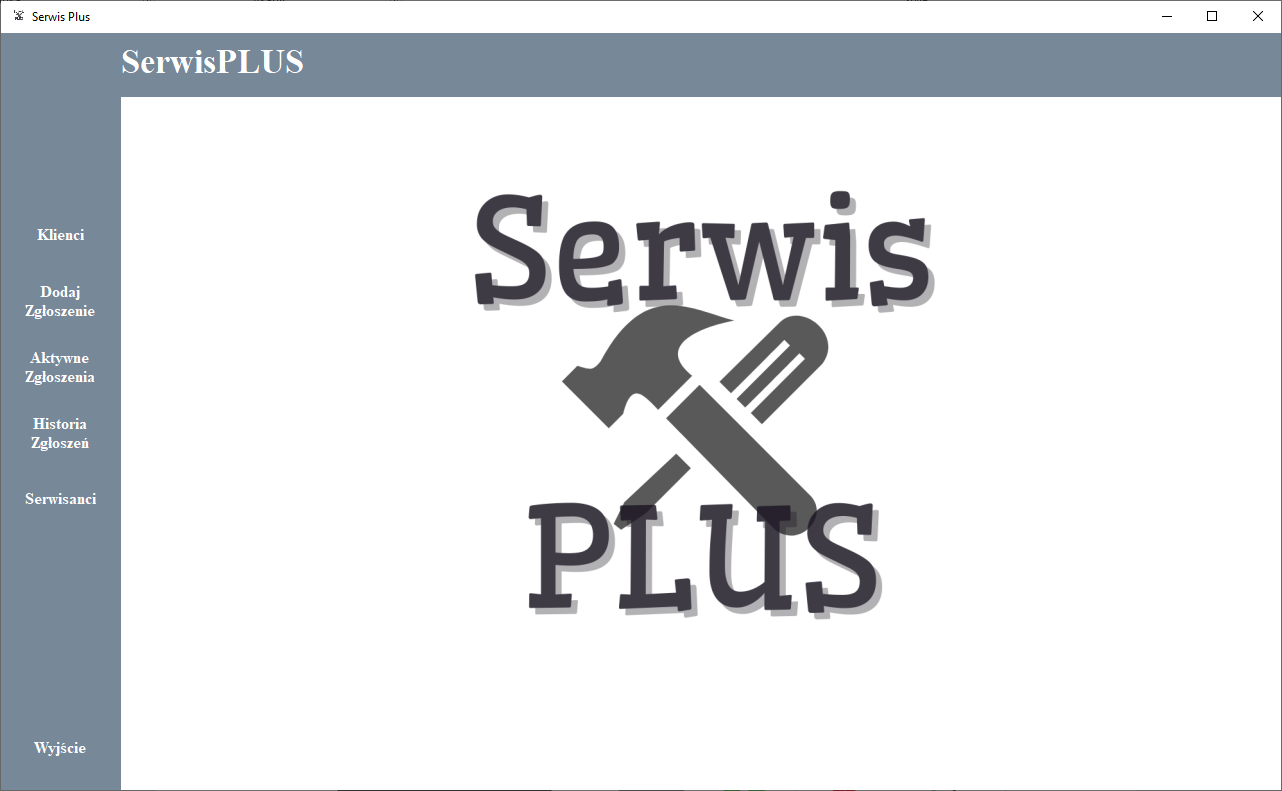 Serwis Plus
SerwisPLUS
Klienci
Dodaj
Zgłoszenie
Aktywne
Zgłoszenia
Historia
Zgłoszeń
Serwisanci
Wyjście
Serwis
PLUS